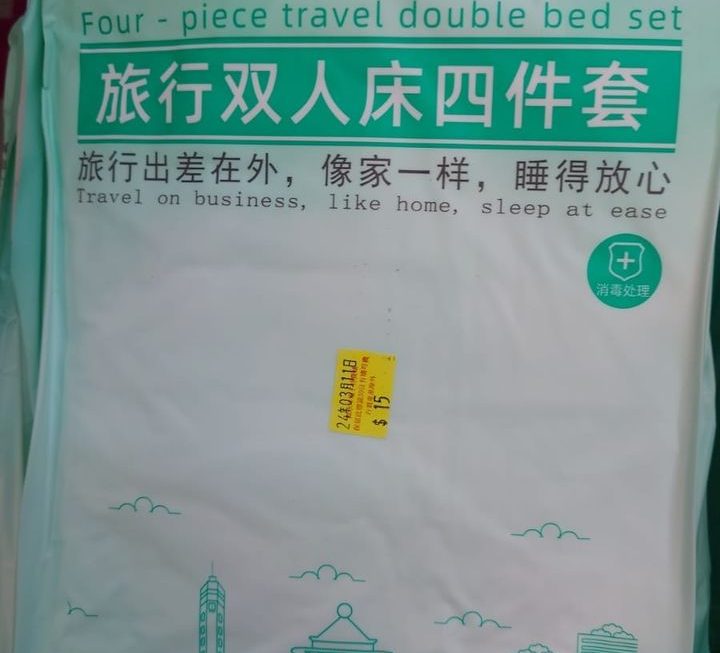 Four - piece travel double bed set
旅行双人床四件套
旅行出差在外，像家一样，睡得放心
Travel on business, like home, sleep at ease
消毒处理
24年03月11日
$ 15